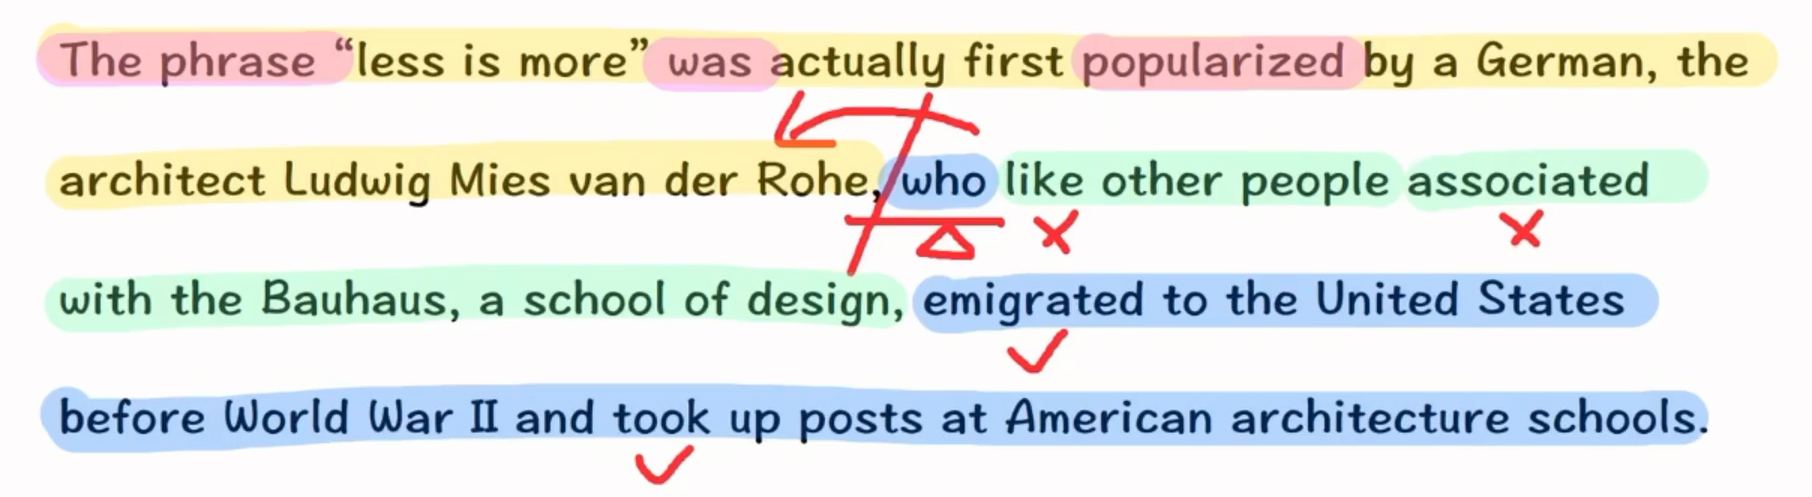 The phrase “less is more” was actually first popularized by a German, the
architect Ludwig Mies van der Rohe, who like other people associated
with the Bauhaus, a school of design, emigrated to the United States
before World War II and took up posts at American architecture schools.